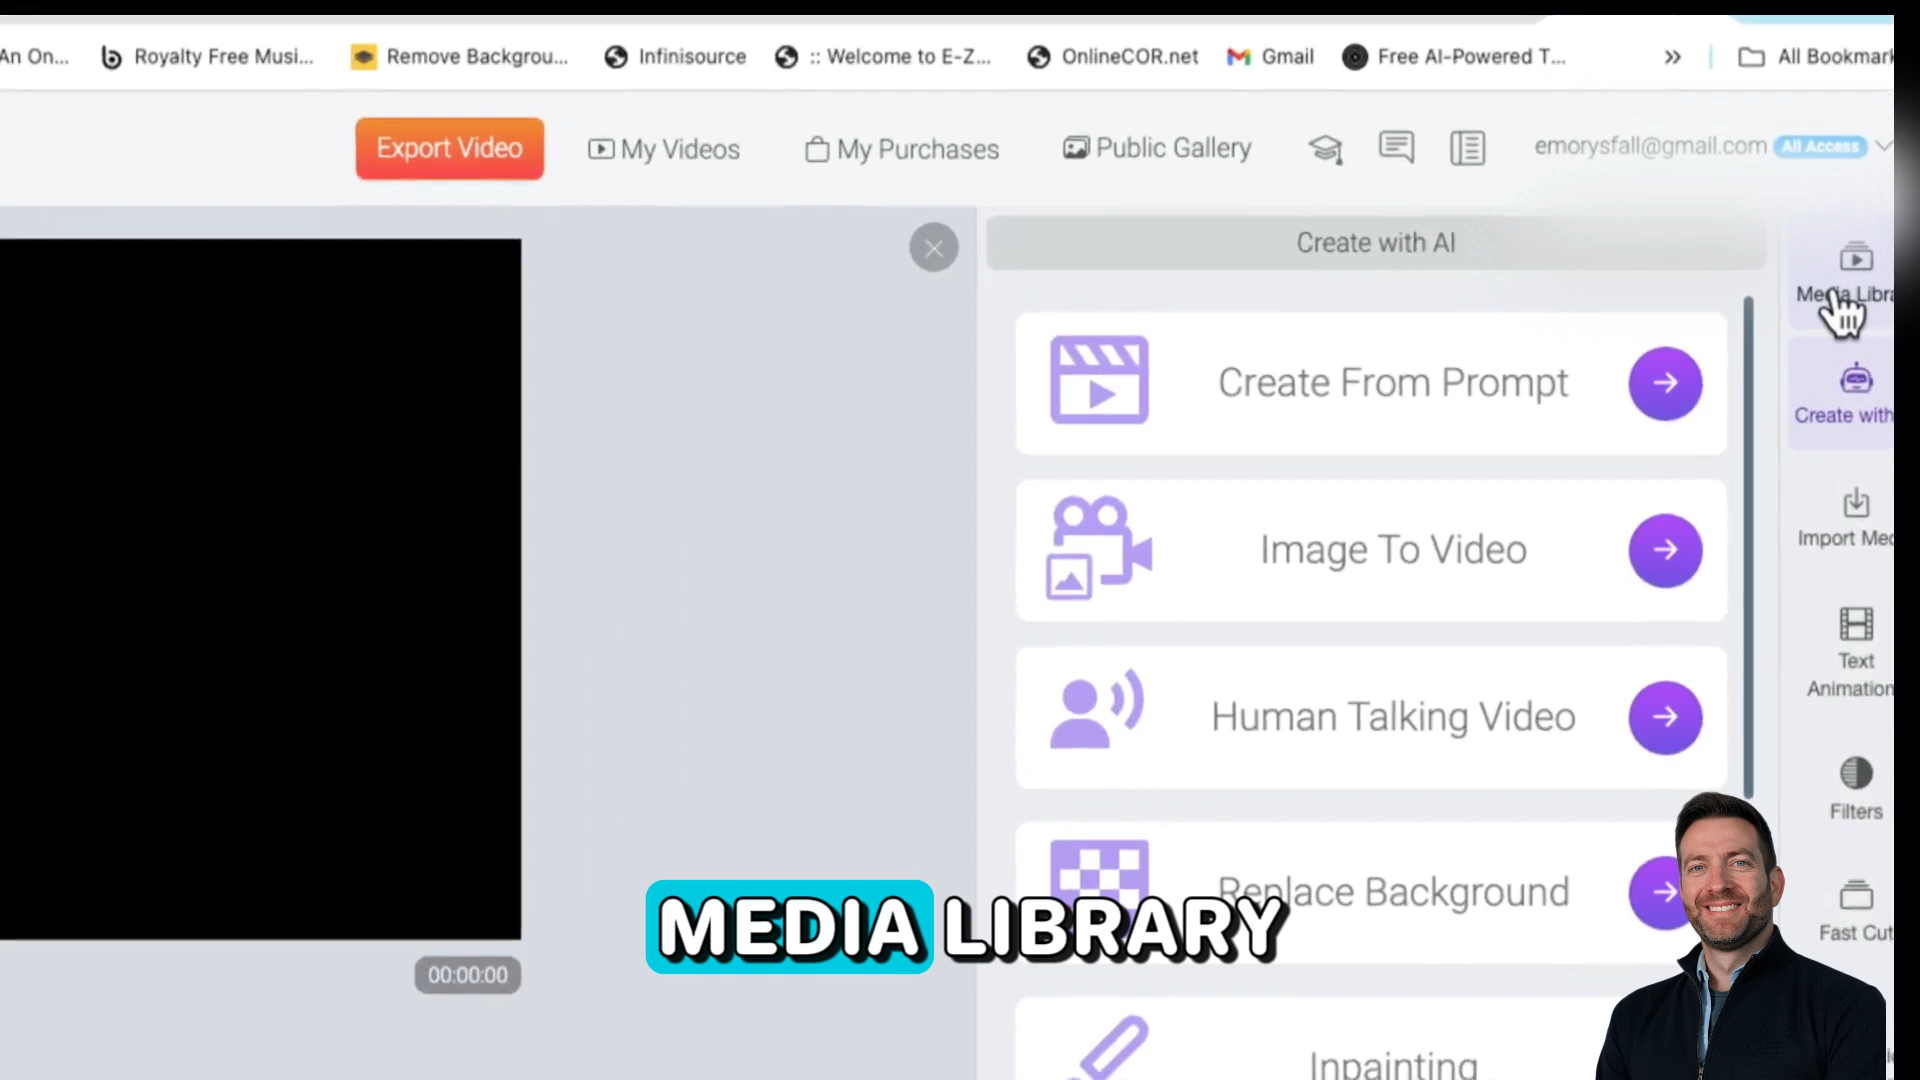 An On...
Royalty Free Musi...
Remove Backgrou...
Infinisource
:: Welcome to E-Z...
OnlineCOR.net
Gmail
Free AI-Powered T...
»
All Bookmark
Export Video
My Videos
My Purchases
Public Gallery
emorysfall@gmail.com
All Access
Create with AI
Create From Prompt
Image To Video
Human Talking Video
Replace Background
Inpainting
Media Libra
Create with
Import Med
Text
Animation
Filters
Fast Cut
00:00:00
MEDIA LIBRARY